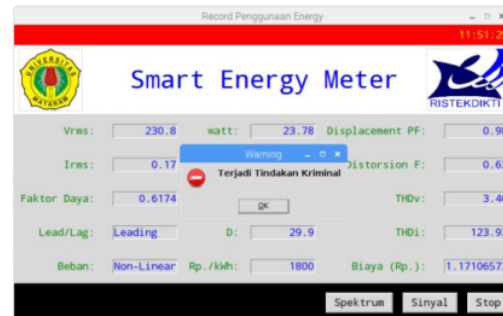 Record Penggunaan Energy
11:51:2
UNIVERSITAS MATARAM
Smart Energy Meter
RISTEKDIKTI
Vrms: 230.8 watt: 23.78 Displacement PF: 0.9
Warning
Irms: 0.17 Distorsion F: 0.6
Terjadi Tindakan Kriminal
Faktor Daya: 0.6174 THDv: 3.4
OK
Lead/Lag: Leading D: 29.9 THDi: 123.9
Beban: Non-Linear Rp./kWh: 1800 Biaya (Rp.): 1.1710657
Spektrum Sinyal Stop